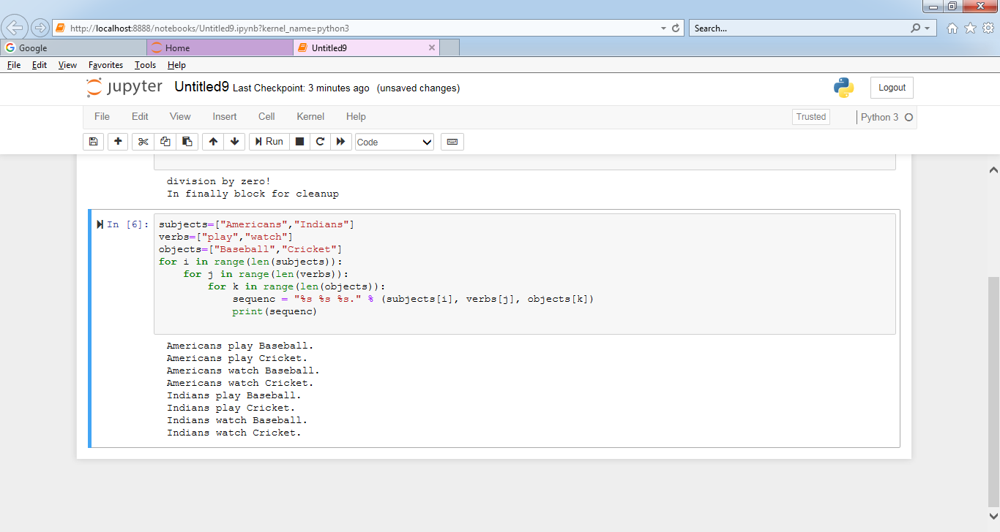 http://localhost:8888/notebooks/Untitled9.ipynb?kernel_name=python3 Search...
Google Home Untitled9
File Edit View Favorites Tools Help
jupyter Untitled9 Last Checkpoint: 3 minutes ago (unsaved changes) Logout
File Edit View Insert Cell Kernel Help Trusted Python 3
Run Code
division by zero!
In finally block for cleanup
In [6]: subjects=["Americans","Indians"]
verbs=["play","watch"]
objects=["Baseball","Cricket"]
for i in range(len(subjects)):
    for j in range(len(verbs)):
        for k in range(len(objects)):
            sequenc = "%s %s %s." % (subjects[i], verbs[j], objects[k])
            print(sequenc)
Americans play Baseball.
Americans play Cricket.
Americans watch Baseball.
Americans watch Cricket.
Indians play Baseball.
Indians play Cricket.
Indians watch Baseball.
Indians watch Cricket.